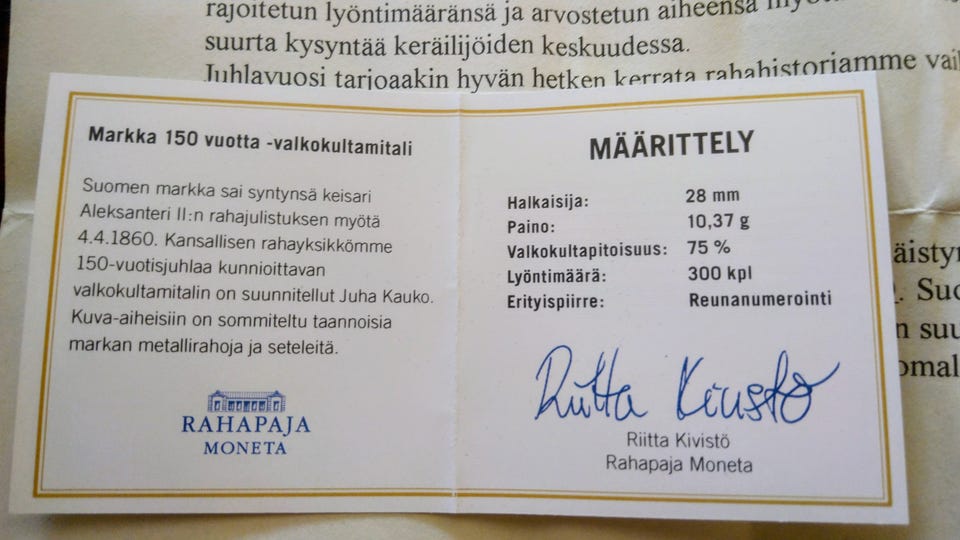 rajoitetun lyöntimääränsä ja arvostetun aiheensa
suurta kysyntää keräilijöiden keskuudessa.
Juhlavuosi tarjoaakin hyvän hetken kerrata rahahistoriamme
Markka 150 vuotta -valkokultamitali
Suomen markka sai syntynsä keisari
Aleksanteri II:n rahajulistuksen myötä
4.4.1860. Kansallisen rahayksikkömme
150-vuotisjuhlaa kunnioittavan
valkokultamitalin on suunnitellut Juha Kauko.
Kuva-aiheisiin on sommiteltu taannoisia
markan metallirahoja ja seteleitä.
RAHAPAJA
MONETA
MÄÄRITTELY
Halkaisija: 28 mm
Paino: 10,37 g
Valkokultapitoisuus: 75 %
Lyöntimäärä: 300 kpl
Erityispiirre: Reunanumerointi
Riitta Kivistö
Riitta Kivistö
Rahapaja Moneta